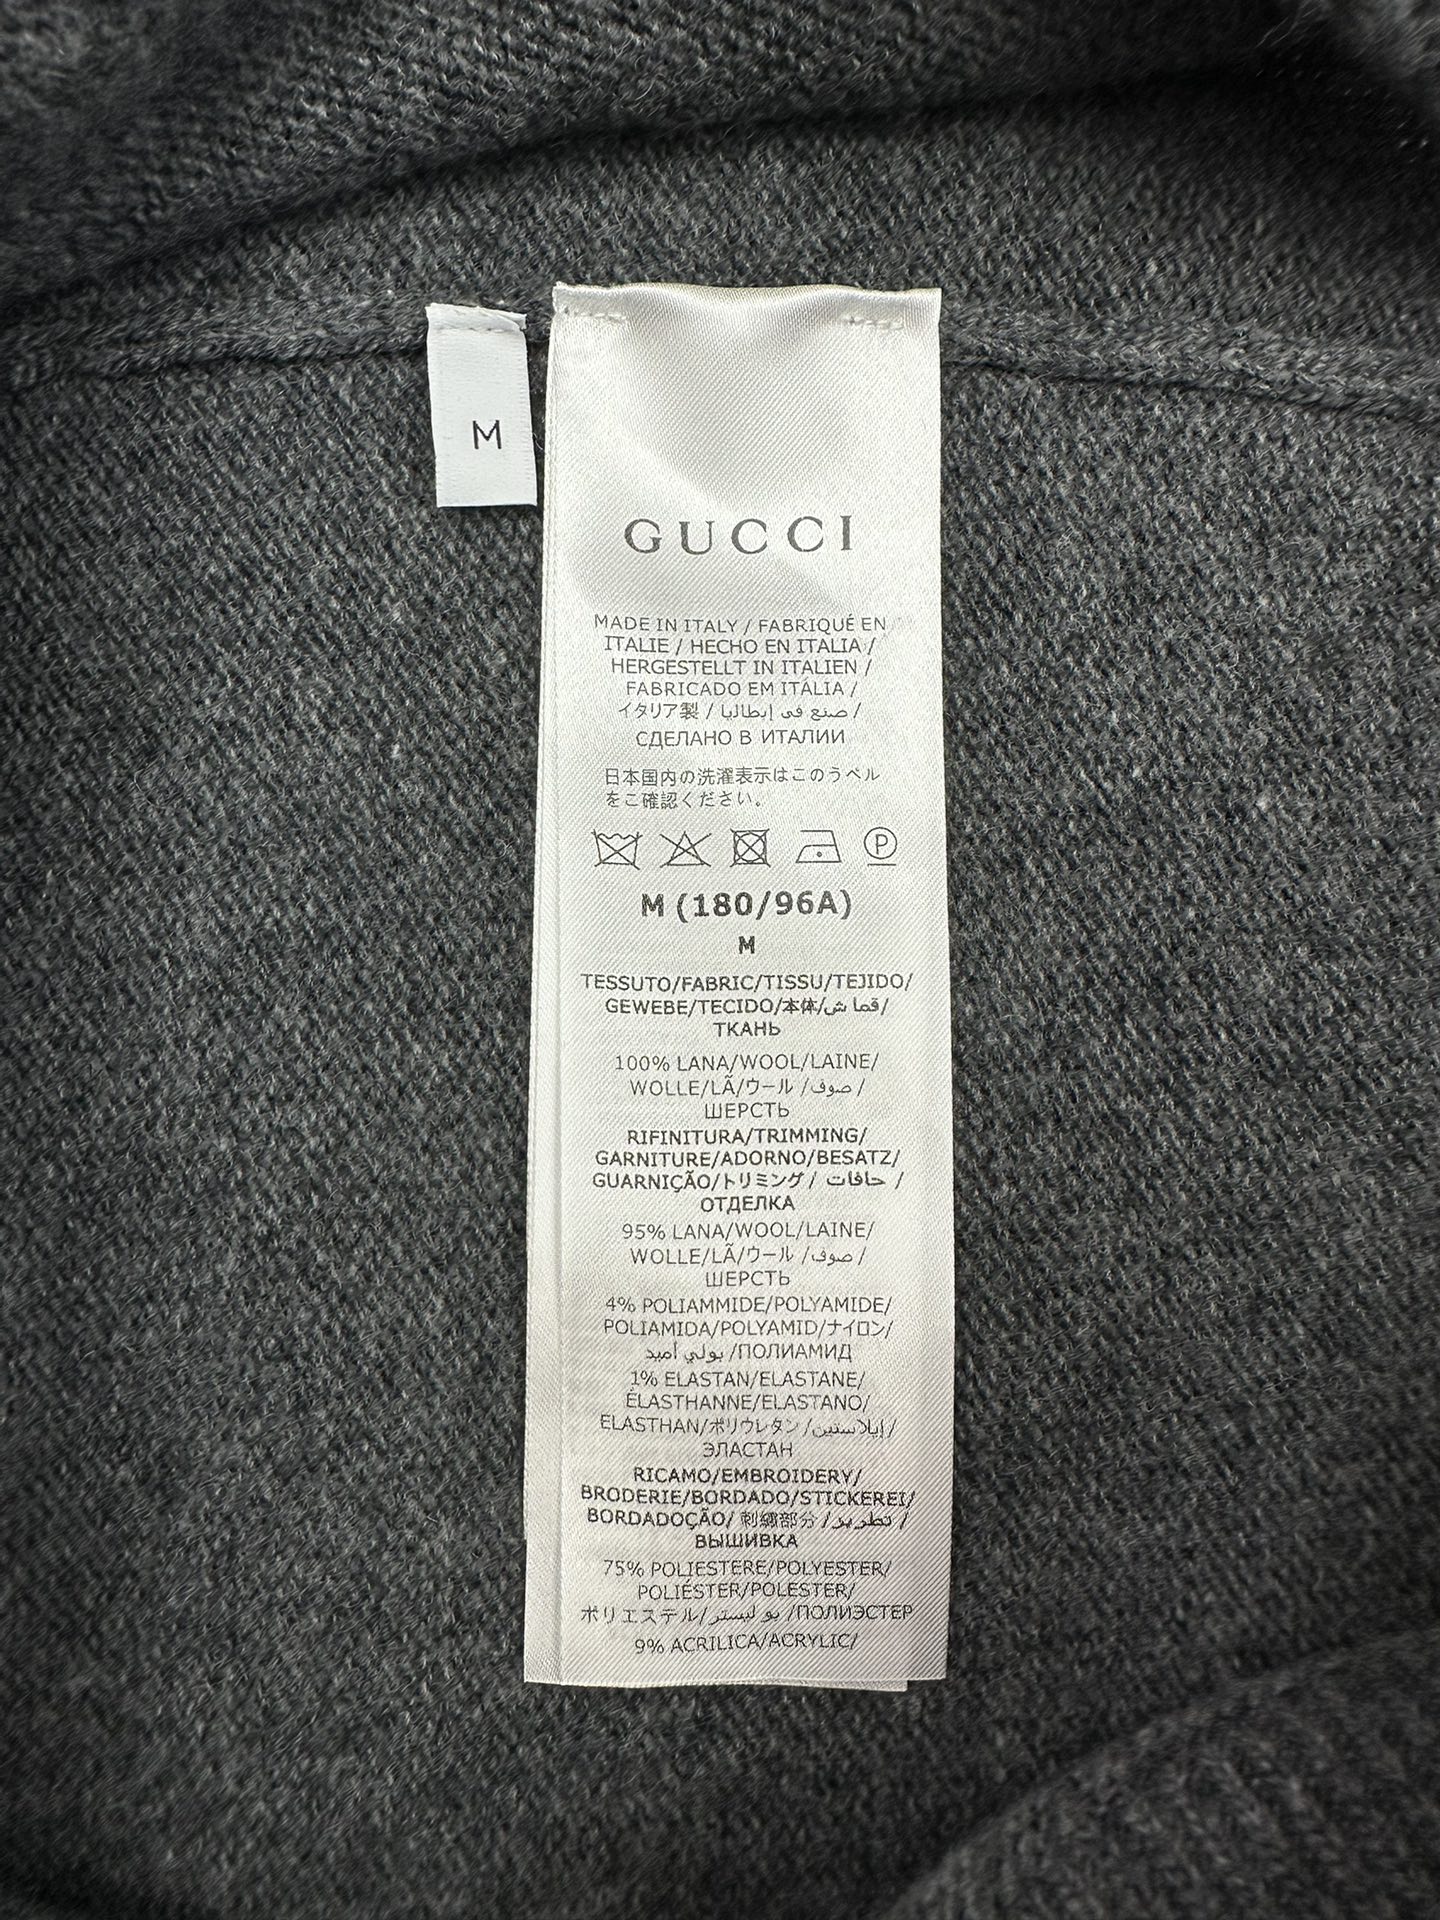 M
GUCCI
MADE IN ITALY / FABRIQUÉ EN
ITALIE / HECHO EN ITALIA /
HERGESTELLT IN ITALIEN /
FABRICADO EM ITÁLIA /
イタリア製 / صنع في إيطاليا /
СДЕЛАНО В ИТАЛИИ
日本国内の洗濯表示はこのうペル
をご確認ください。
P
M (180/96A)
M
TESSUTO/FABRIC/TISSU/TEJIDO/
GEWEBE/TECIDO/本体/قماش/
ТКАНЬ
100% LANA/WOOL/LAINE/
WOLLE/LÃ/ウール /صوف /
ШЕРСТЬ
RIFINITURA/TRIMMING/
GARNITURE/ADORNO/BESATZ/
GUARNIÇÃO/トリミング/ حافات /
ОТДЕЛКА
95% LANA/WOOL/LAINE/
WOLLE/LÃ/ウール /صوف /
ШЕРСТЬ
4% POLIAMMIDE/POLYAMIDE/
POLIAMIDA/POLYAMID/ナイロン/
بولي أميد /ПОЛИАМИД
1% ELASTAN/ELASTANE/
ÉLASTHANNE/ELASTANO/
ELASTHAN/ポリウレタン /إيلاستين/
ЭЛАСТАН
RICAMO/EMBROIDERY/
BRODERIE/BORDADO/STICKEREI/
BORDADOÇÃO/ 刺繍部分 /تطريز /
ВЫШИВКА
75% POLIESTERE/POLYESTER/
POLIÉSTER/POLESTER/
ポリエステル/بوليستر /ПОЛИЭСТЕР
9% ACRILICA/ACRYLIC/